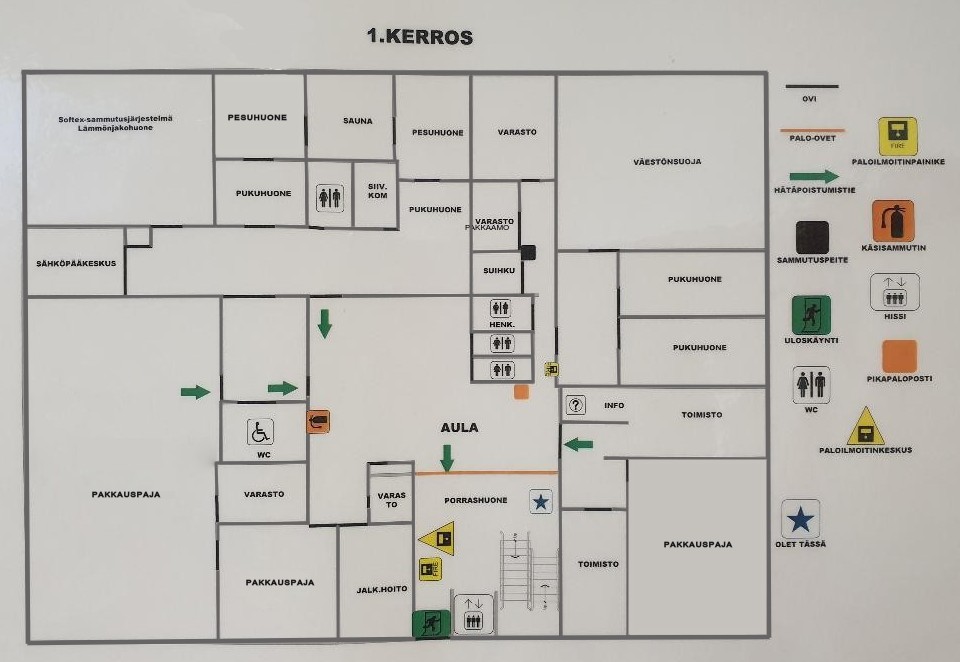 1.KERROS
Softex-sammutusjärjestelmä
Lämmönjakohuone
PESUHUONE
SAUNA
PESUHUONE
VARASTO
VÄESTÖNSUOJA
PUKUHUONE
SIIV.
KOM
PUKUHUONE
VARASTO
PAKKAAMO
SÄHKÖPÄÄKESKUS
SUIHKU
PUKUHUONE
HENK.
PUKUHUONE
?
INFO
TOIMISTO
AULA
WC
PAKKAUSPAJA
VARASTO
VARAS
TO
PORRASHUONE
PAKKAUSPAJA
FIRE
PAKKAUSPAJA
JALK.HOITO
TOIMISTO
OVI
PALO-OVET
FIRE
PALOILMOITINPAINIKE
HÄTÄPOISTUMISTIE
SAMMUTUSPEITE
KÄSISAMMUTIN
HISSI
ULOSKÄYNTI
PIKAPALOPOSTI
WC
PALOILMOITINKESKUS
OLET TÄSSÄ